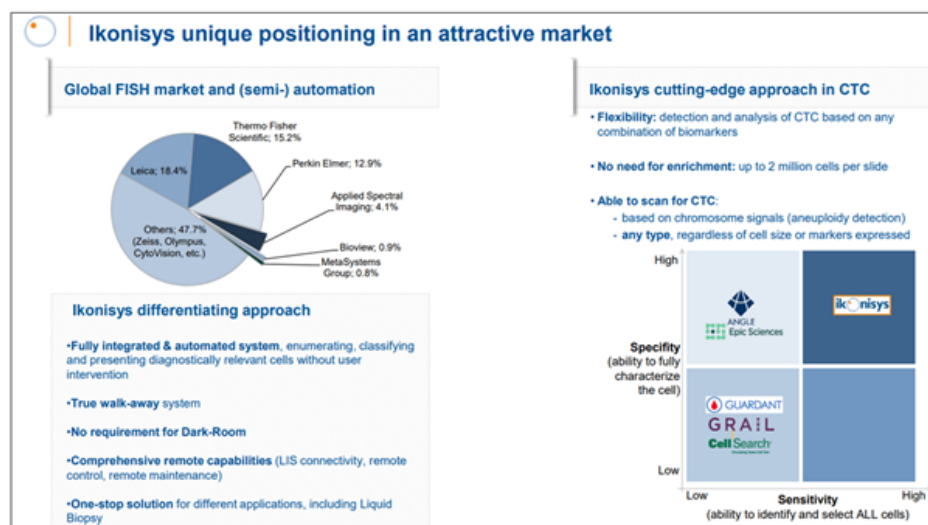 Ikonisys unique positioning in an attractive market
Global FISH market and (semi-) automation
Thermo Fisher
Scientific; 15.2%
Leica; 18.4%
Perkin Elmer; 12.9%
Applied Spectral
Imaging; 4.1%
Others; 47.7%
(Zeiss, Olympus,
CytoVision, etc.)
Bioview; 0.9%
MetaSystems
Group; 0.8%
Ikonisys differentiating approach
•Fully integrated & automated system, enumerating, classifying
and presenting diagnostically relevant cells without user
intervention
•True walk-away system
•No requirement for Dark-Room
•Comprehensive remote capabilities (LIS connectivity, remote
control, remote maintenance)
•One-stop solution for different applications, including Liquid
Biopsy
Ikonisys cutting-edge approach in CTC
• Flexibility: detection and analysis of CTC based on any
combination of biomarkers
• No need for enrichment: up to 2 million cells per slide
• Able to scan for CTC:
- based on chromosome signals (aneuploidy detection)
- any type, regardless of cell size or markers expressed
High
ANGLE
Epic Sciences
ikonisys
Specifity
(ability to fully
characterize
the cell)
GUARDANT
GRAIL
CellSearch
Low
Low
High
Sensitivity
(ability to identify and select ALL cells)